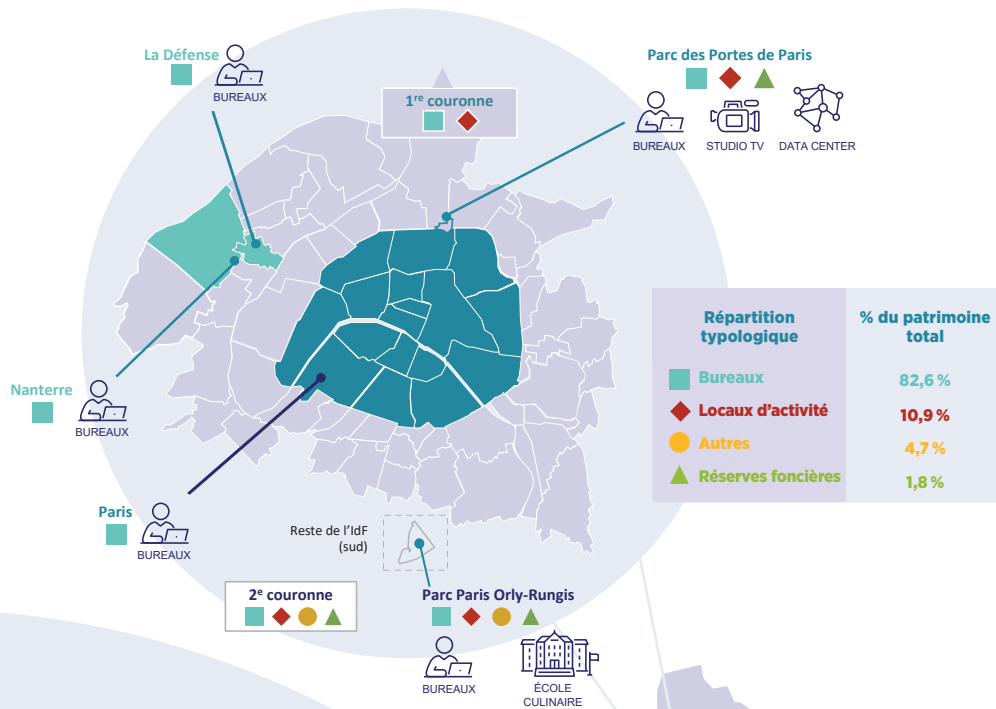 La Défense
BUREAUX
1re couronne
Parc des Portes de Paris
BUREAUX
STUDIO TV
DATA CENTER
Répartition
typologique
% du patrimoine
total
Bureaux
82,6 %
Locaux d'activité
10,9 %
Autres
4,7 %
Réserves foncières
1,8 %
Nanterre
BUREAUX
Paris
BUREAUX
Reste de l'IdF
(sud)
2e couronne
Parc Paris Orly-Rungis
BUREAUX
ÉCOLE
CULINAIRE